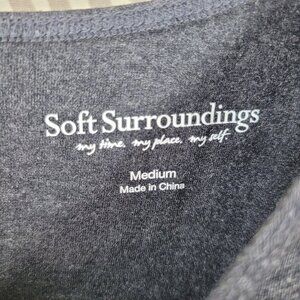 Soft Surroundings
my time. my place. my self.
Medium
Made in China